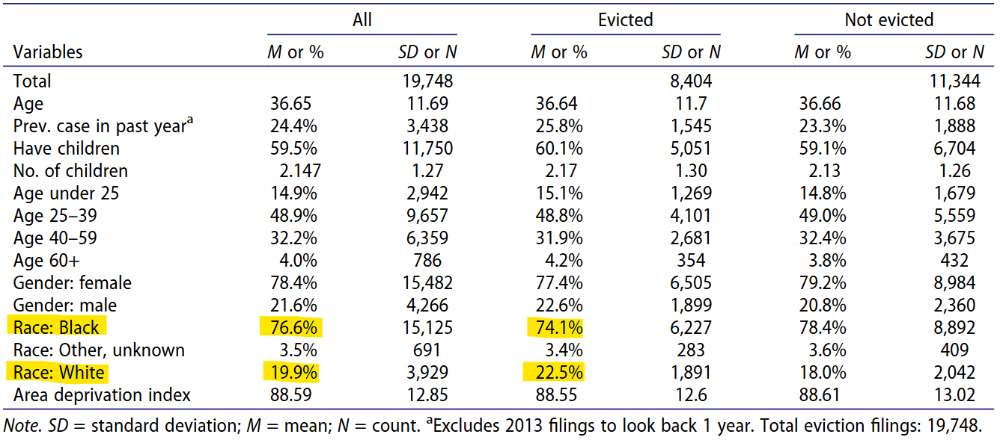 All Evicted Not evicted
Variables M or % SD or N M or % SD or N M or % SD or N
Total 19,748 8,404 11,344
Age 36.65 11.69 36.64 11.7 36.66 11.68
Prev. case in past yearᵃ 24.4% 3,438 25.8% 1,545 23.3% 1,888
Have children 59.5% 11,750 60.1% 5,051 59.1% 6,704
No. of children 2.147 1.27 2.17 1.30 2.13 1.26
Age under 25 14.9% 2,942 15.1% 1,269 14.8% 1,679
Age 25–39 48.9% 9,657 48.8% 4,101 49.0% 5,559
Age 40–59 32.2% 6,359 31.9% 2,681 32.4% 3,675
Age 60+ 4.0% 786 4.2% 354 3.8% 432
Gender: female 78.4% 15,482 77.4% 6,505 79.2% 8,984
Gender: male 21.6% 4,266 22.6% 1,899 20.8% 2,360
Race: Black 76.6% 15,125 74.1% 6,227 78.4% 8,892
Race: Other, unknown 3.5% 691 3.4% 283 3.6% 409
Race: White 19.9% 3,929 22.5% 1,891 18.0% 2,042
Area deprivation index 88.59 12.85 88.55 12.6 88.61 13.02
Note. SD = standard deviation; M = mean; N = count. ᵃExcludes 2013 filings to look back 1 year. Total eviction filings: 19,748.